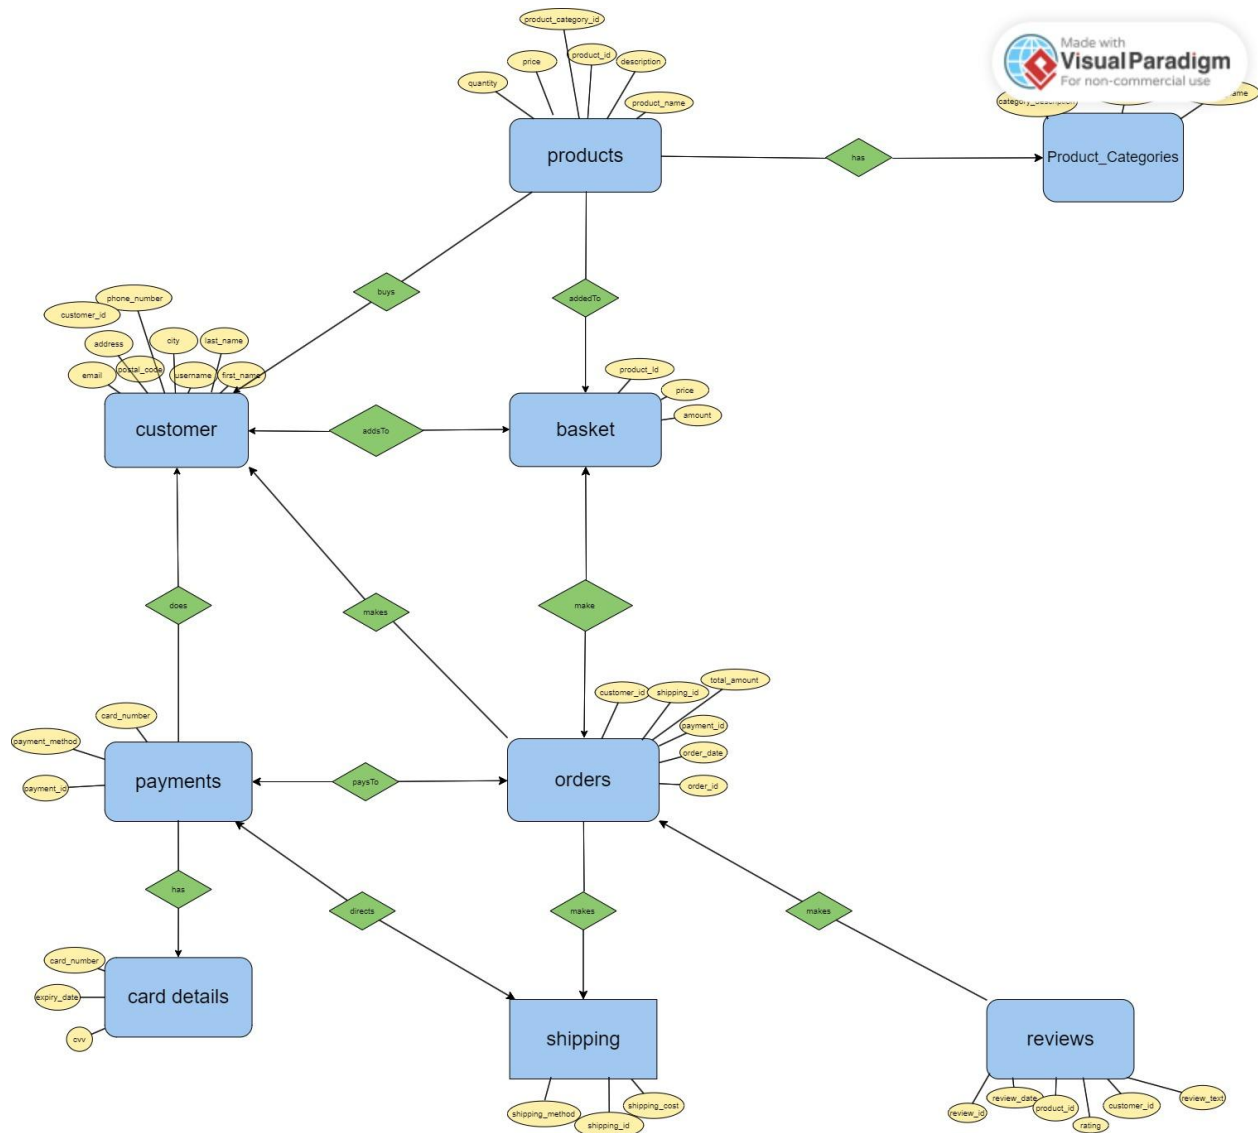 product_category_id
Made with
Visual Paradigm
For non-commercial use
price
product_id
description
quantity
product_name
category_description
products
has
Product_Categories
buys
addedTo
phone_number
customer_id
address
city
last_name
email
postal_code
username
first_name
product_Id
price
amount
customer
addsTo
basket
does
makes
make
customer_id
shipping_id
total_amount
card_number
payment_method
payment_id
order_date
payments
paysTo
orders
payment_id
order_id
has
directs
makes
makes
card_number
expiry_date
card details
cvv
shipping
reviews
shipping_method
shipping_id
shipping_cost
review_id
review_date
product_id
rating
customer_id
review_text